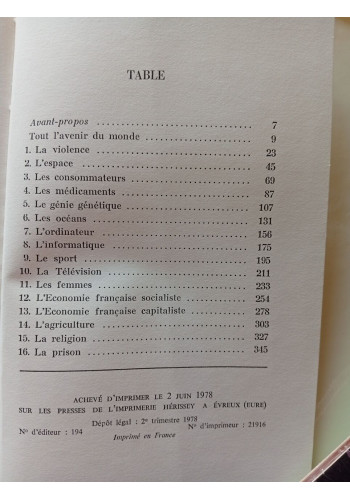 TABLE
Avant-propos ........................ 7
Tout l'avenir du monde ........................ 9
1. La violence ........................ 23
2. L'espace ........................ 45
3. Les consommateurs ........................ 69
4. Les médicaments ........................ 87
5. Le génie génétique ........................ 107
6. Les océans ........................ 131
7. L'ordinateur ........................ 156
8. L'informatique ........................ 175
9. Le sport ........................ 195
10. La Télévision ........................ 211
11. Les femmes ........................ 233
12. L'Economie française socialiste ........ 254
13. L'Economie française capitaliste ........ 278
14. L'agriculture ........................ 303
15. La religion ........................ 327
16. La prison ........................ 345
ACHEVÉ D'IMPRIMER LE 2 JUIN 1978
SUR LES PRESSES DE L'IMPRIMERIE HÉRISSEY A ÉVREUX (EURE)
Dépôt légal : 2e trimestre 1978
N° d'éditeur : 194 Imprimé en France N° d'imprimeur : 21916